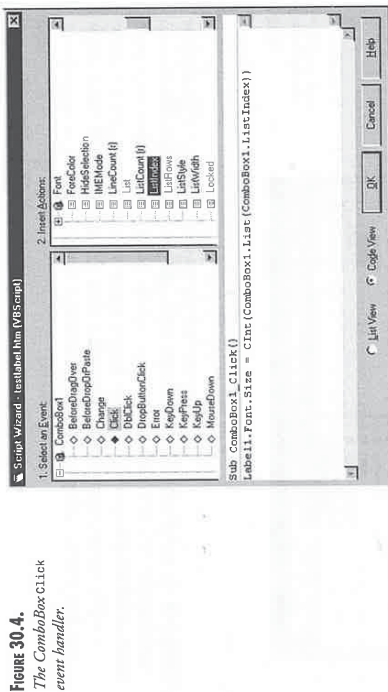 FIGURE 30.4.
The ComboBox Click
event handler.
Script Wizard - testlabel.htm (VBScript)
1. Select an Event:
ComboBox1
BeforeDragOver
BeforeDropOrPaste
Change
Click
DblClick
DropButtonClick
Error
KeyDown
KeyPress
KeyUp
MouseDown
2. Insert Actions:
Font
ForeColor
HideSelection
IMEMode
LineCount (r)
List
ListCount (r)
ListIndex
ListRows
ListStyle
ListWidth
Locked
Sub ComboBox1_Click()
Label1.Font.Size = CInt(ComboBox1.List(ComboBox1.ListIndex))
List View
Code View
OK
Cancel
Help